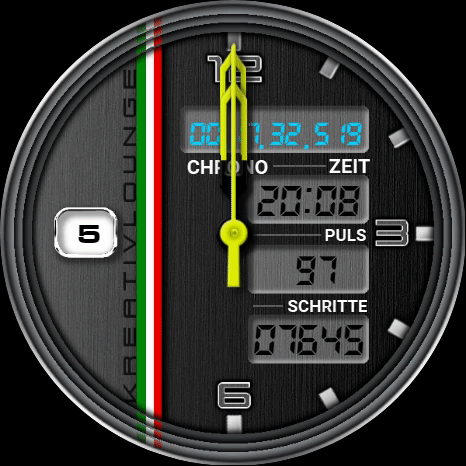 12
CHRONO ZEIT
20:08
PULS
3
97
SCHRITTE
07645
5
6
KREATIVLOUNGE